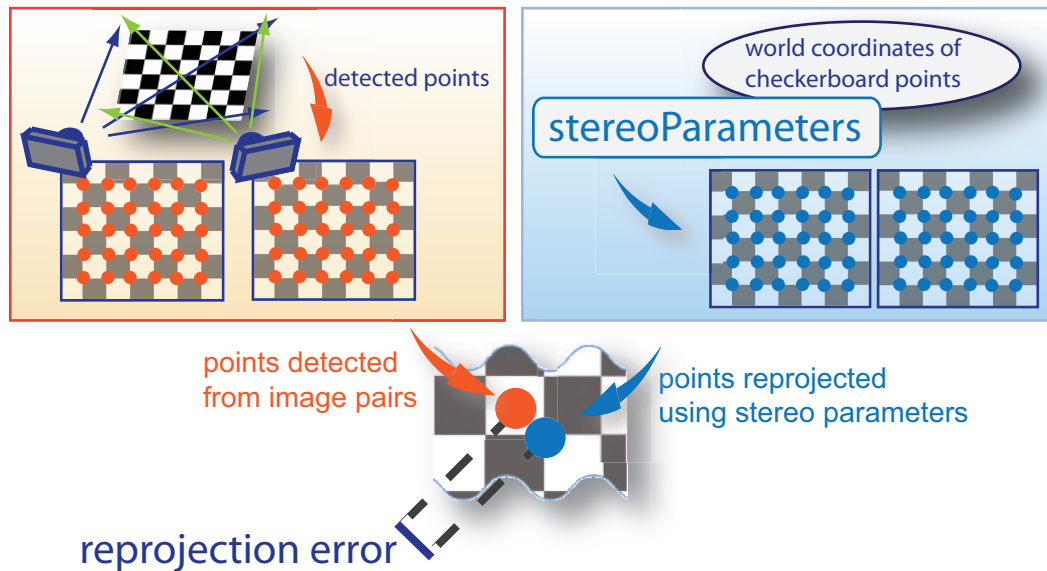 detected points
world coordinates of
checkerboard points
stereoParameters
points detected
from image pairs
points reprojected
using stereo parameters
reprojection error